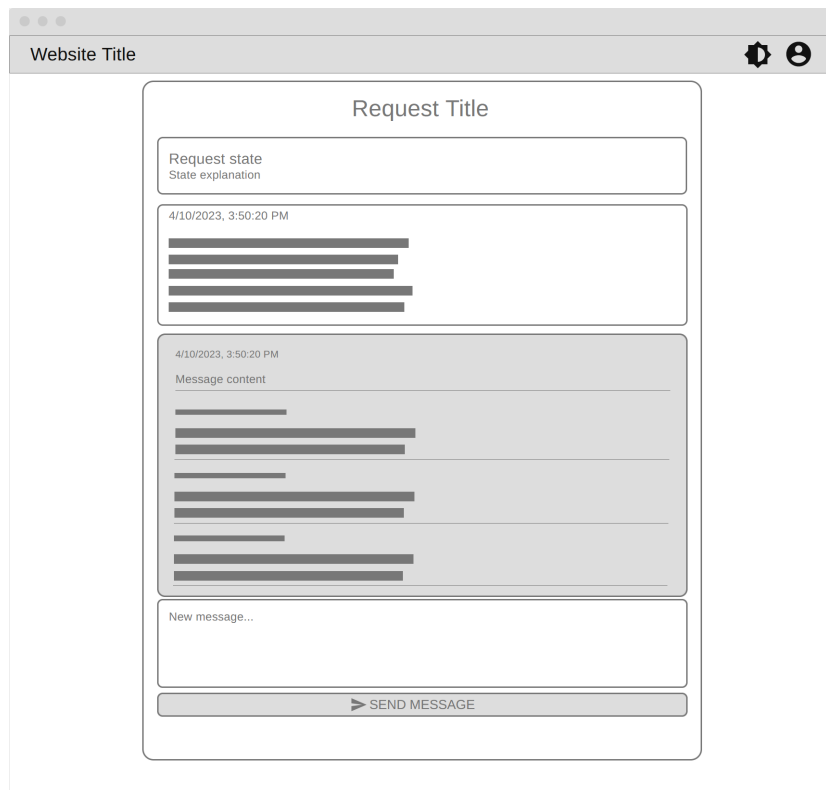 Website Title
Request Title
Request state
State explanation
4/10/2023, 3:50:20 PM
4/10/2023, 3:50:20 PM
Message content
New message...
SEND MESSAGE